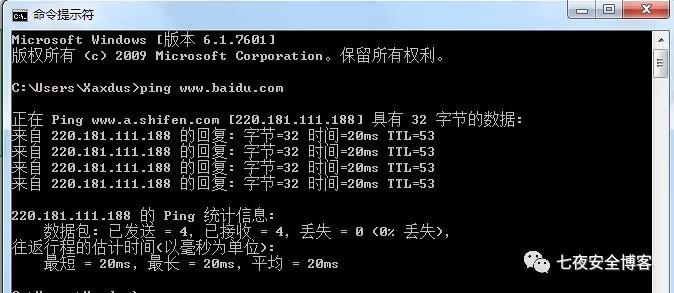 命令提示符
Microsoft Windows [版本 6.1.7601]
版权所有 (c) 2009 Microsoft Corporation。保留所有权利。
C:\Users\Xaxdus>ping www.baidu.com
正在 Ping www.a.shifen.com [220.181.111.188] 具有 32 字节的数据:
来自 220.181.111.188 的回复: 字节=32 时间=20ms TTL=53
来自 220.181.111.188 的回复: 字节=32 时间=20ms TTL=53
来自 220.181.111.188 的回复: 字节=32 时间=20ms TTL=53
来自 220.181.111.188 的回复: 字节=32 时间=20ms TTL=53
220.181.111.188 的 Ping 统计信息:
数据包: 已发送 = 4, 已接收 = 4, 丢失 = 0 (0% 丢失),
往返行程的估计时间(以毫秒为单位):
最短 = 20ms, 最长 = 20ms, 平均 = 20ms
七夜安全博客